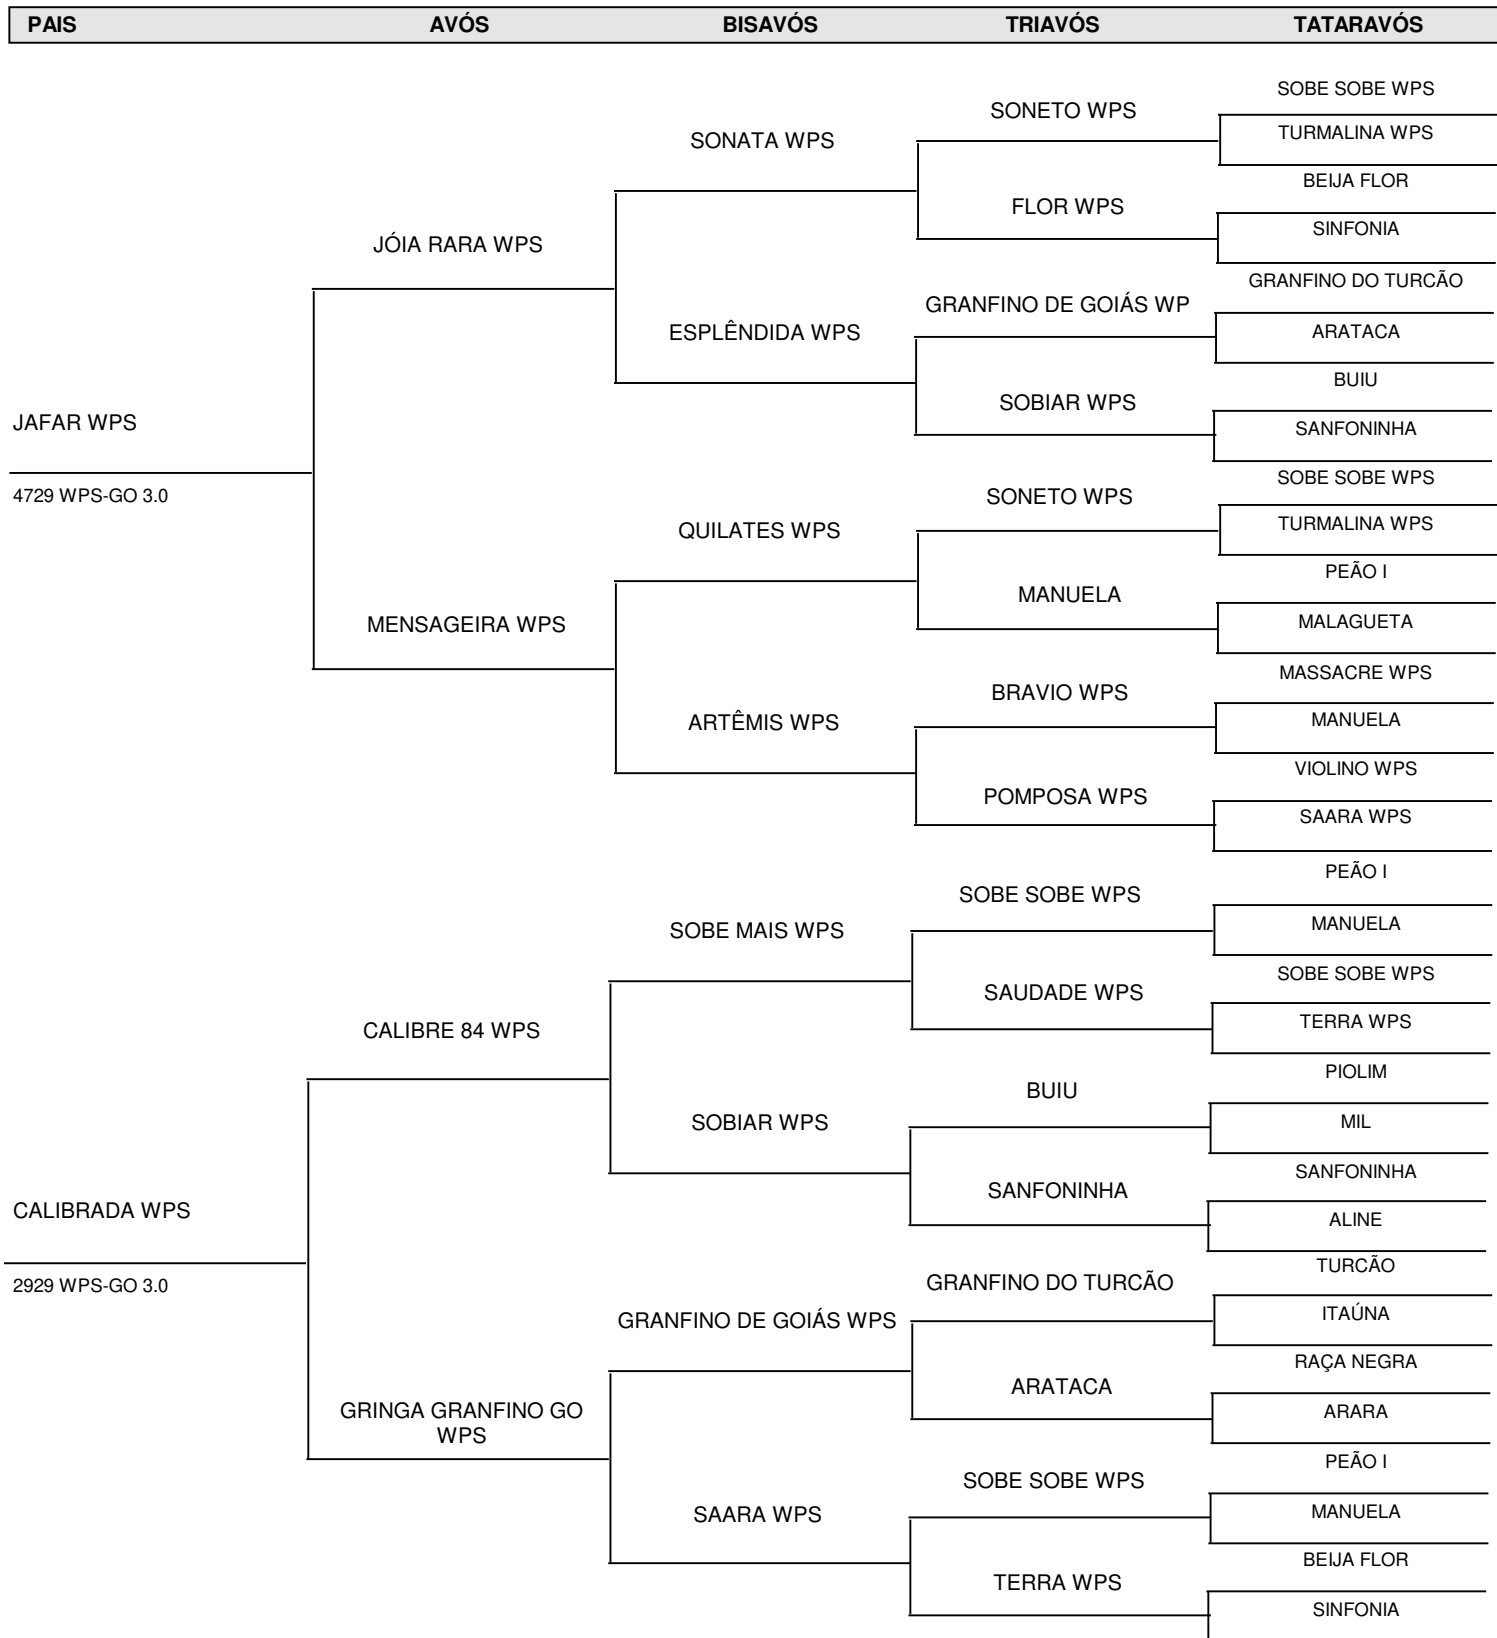 PAIS AVÓS BISAVÓS TRIAVÓS TATARAVÓS
SOBE SOBE WPS
SONETO WPS
TURMALINA WPS
SONATA WPS
BEIJA FLOR
FLOR WPS
SINFONIA
JÓIA RARA WPS
GRANFINO DO TURCÃO
GRANFINO DE GOIÁS WP
ARATACA
ESPLÊNDIDA WPS
BUIU
SOBIAR WPS
SANFONINHA
JAFAR WPS
4729 WPS-GO 3.0
SOBE SOBE WPS
SONETO WPS
TURMALINA WPS
QUILATES WPS
PEÃO I
MANUELA
MALAGUETA
MENSAGEIRA WPS
MASSACRE WPS
BRAVIO WPS
MANUELA
ARTÊMIS WPS
VIOLINO WPS
POMPOSA WPS
SAARA WPS
PEÃO I
SOBE SOBE WPS
MANUELA
SOBE MAIS WPS
SOBE SOBE WPS
SAUDADE WPS
TERRA WPS
CALIBRE 84 WPS
PIOLIM
BUIU
MIL
SOBIAR WPS
SANFONINHA
SANFONINHA
ALINE
CALIBRADA WPS
2929 WPS-GO 3.0
TURCÃO
GRANFINO DO TURCÃO
ITAÚNA
GRANFINO DE GOIÁS WPS
RAÇA NEGRA
ARATACA
ARARA
GRINGA GRANFINO GO
WPS
PEÃO I
SOBE SOBE WPS
MANUELA
SAARA WPS
BEIJA FLOR
TERRA WPS
SINFONIA